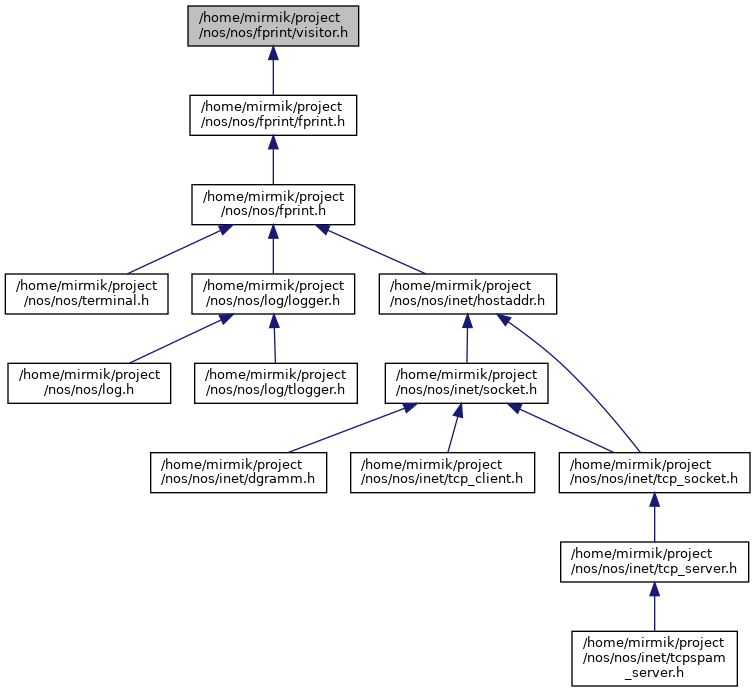 /home/mirmik/project
/nos/nos/fprint/visitor.h
/home/mirmik/project
/nos/nos/fprint/fprint.h
/home/mirmik/project
/nos/nos/fprint.h
/home/mirmik/project
/nos/nos/terminal.h
/home/mirmik/project
/nos/nos/log/logger.h
/home/mirmik/project
/nos/nos/inet/hostaddr.h
/home/mirmik/project
/nos/nos/log.h
/home/mirmik/project
/nos/nos/log/tlogger.h
/home/mirmik/project
/nos/nos/inet/socket.h
/home/mirmik/project
/nos/nos/inet/dgramm.h
/home/mirmik/project
/nos/nos/inet/tcp_client.h
/home/mirmik/project
/nos/nos/inet/tcp_socket.h
/home/mirmik/project
/nos/nos/inet/tcp_server.h
/home/mirmik/project
/nos/nos/inet/tcpspam
_server.h